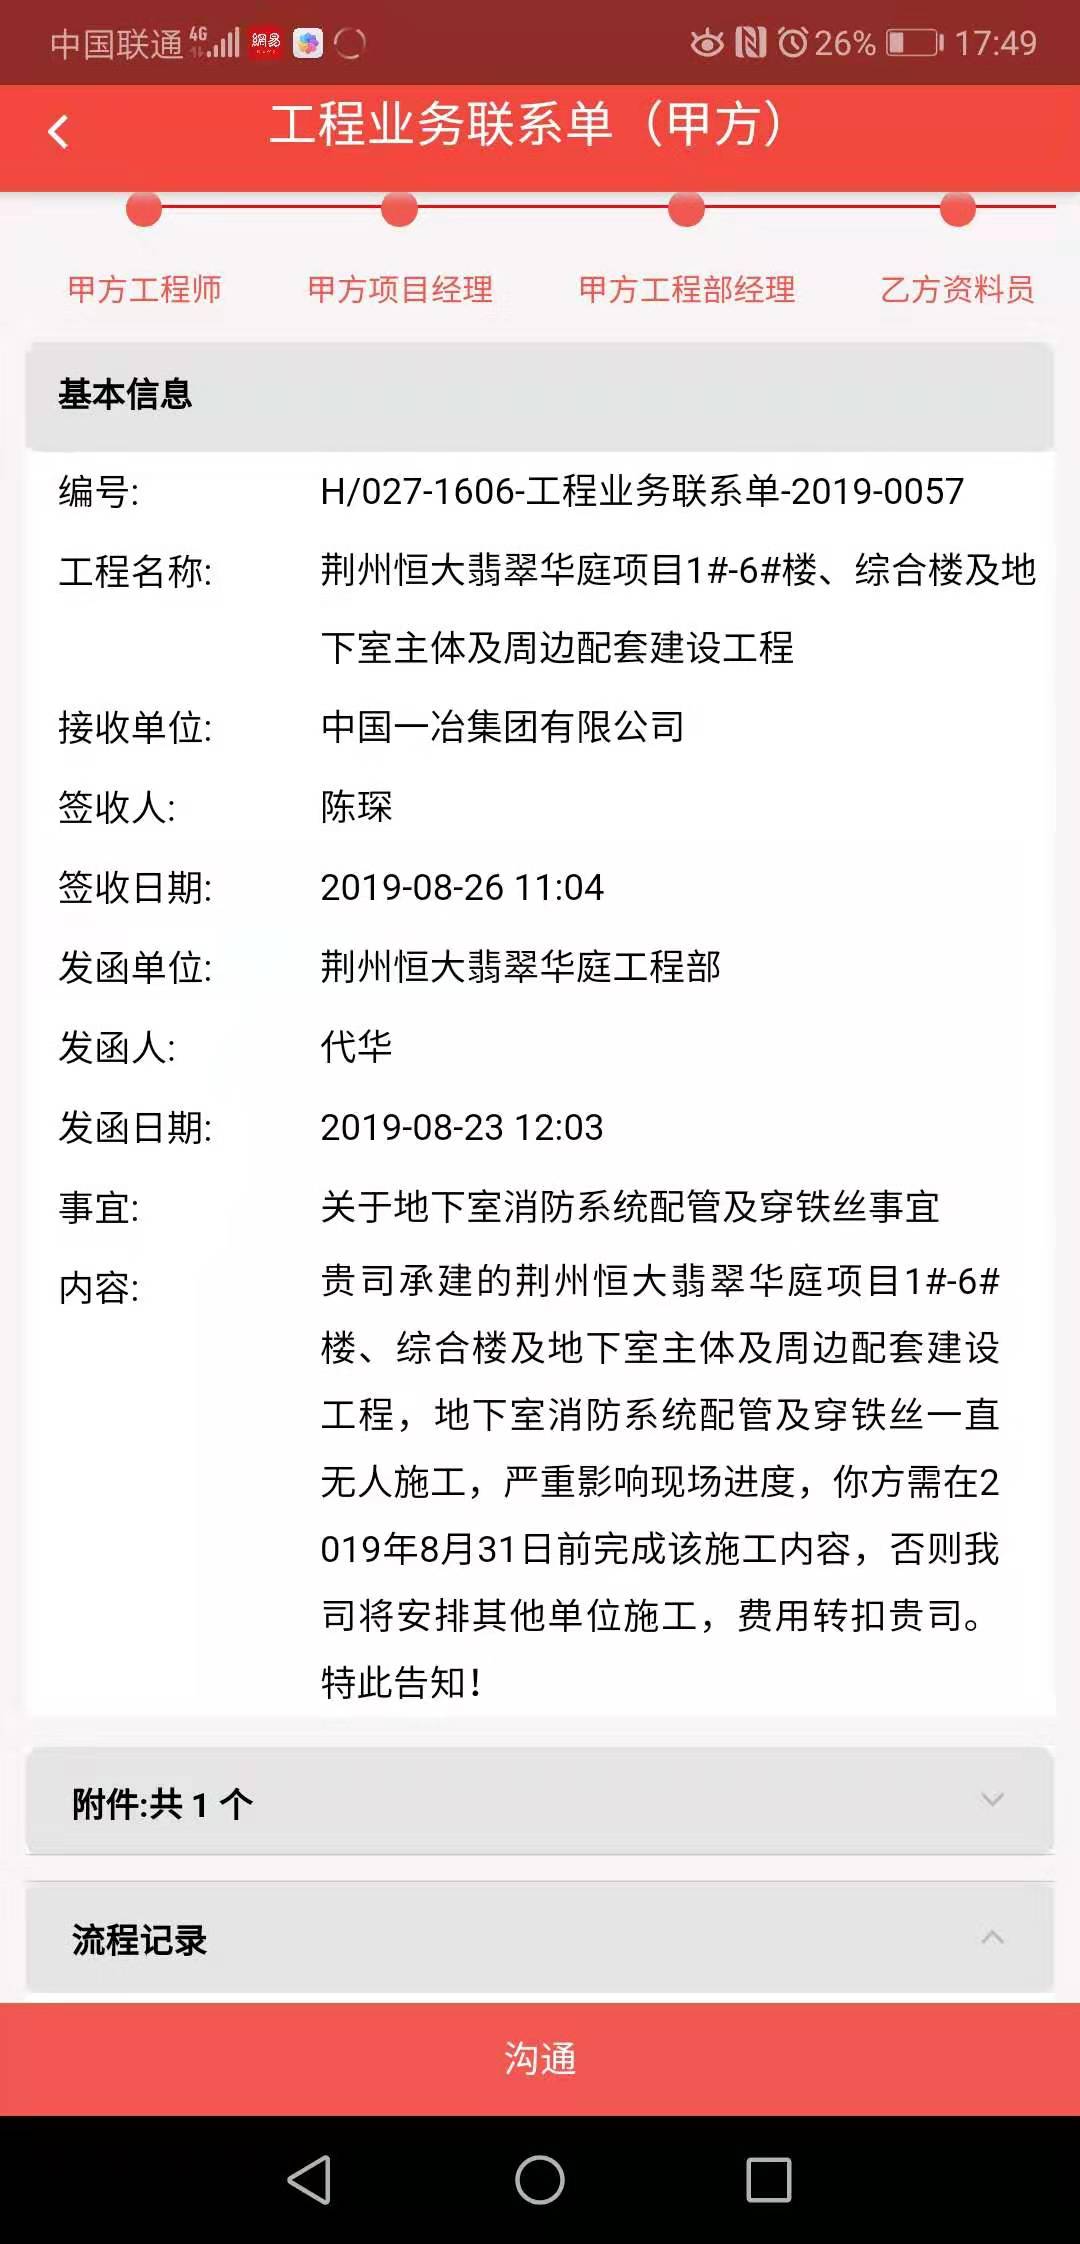 中国联通 4G 網易 26% 17:49
工程业务联系单（甲方）
甲方工程师 甲方项目经理 甲方工程部经理 乙方资料员
基本信息
编号: H/027-1606-工程业务联系单-2019-0057
工程名称: 荆州恒大翡翠华庭项目1#-6#楼、综合楼及地
下室主体及周边配套建设工程
接收单位: 中国一冶集团有限公司
签收人: 陈琛
签收日期: 2019-08-26 11:04
发函单位: 荆州恒大翡翠华庭工程部
发函人: 代华
发函日期: 2019-08-23 12:03
事宜: 关于地下室消防系统配管及穿铁丝事宜
内容: 贵司承建的荆州恒大翡翠华庭项目1#-6#
楼、综合楼及地下室主体及周边配套建设
工程，地下室消防系统配管及穿铁丝一直
无人施工，严重影响现场进度，你方需在2
019年8月31日前完成该施工内容，否则我
司将安排其他单位施工，费用转扣贵司。
特此告知！
附件:共 1 个
流程记录
沟通